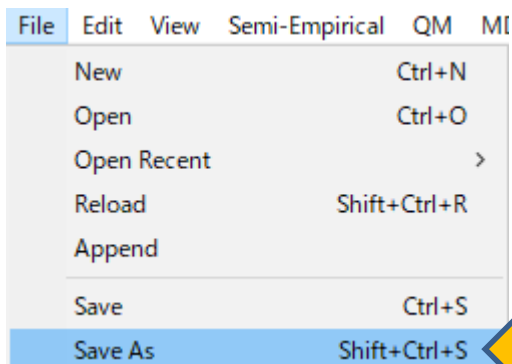 File Edit View Semi-Empirical QM
New Ctrl+N
Open Ctrl+O
Open Recent >
Reload Shift+Ctrl+R
Append
Save Ctrl+S
Save As Shift+Ctrl+S